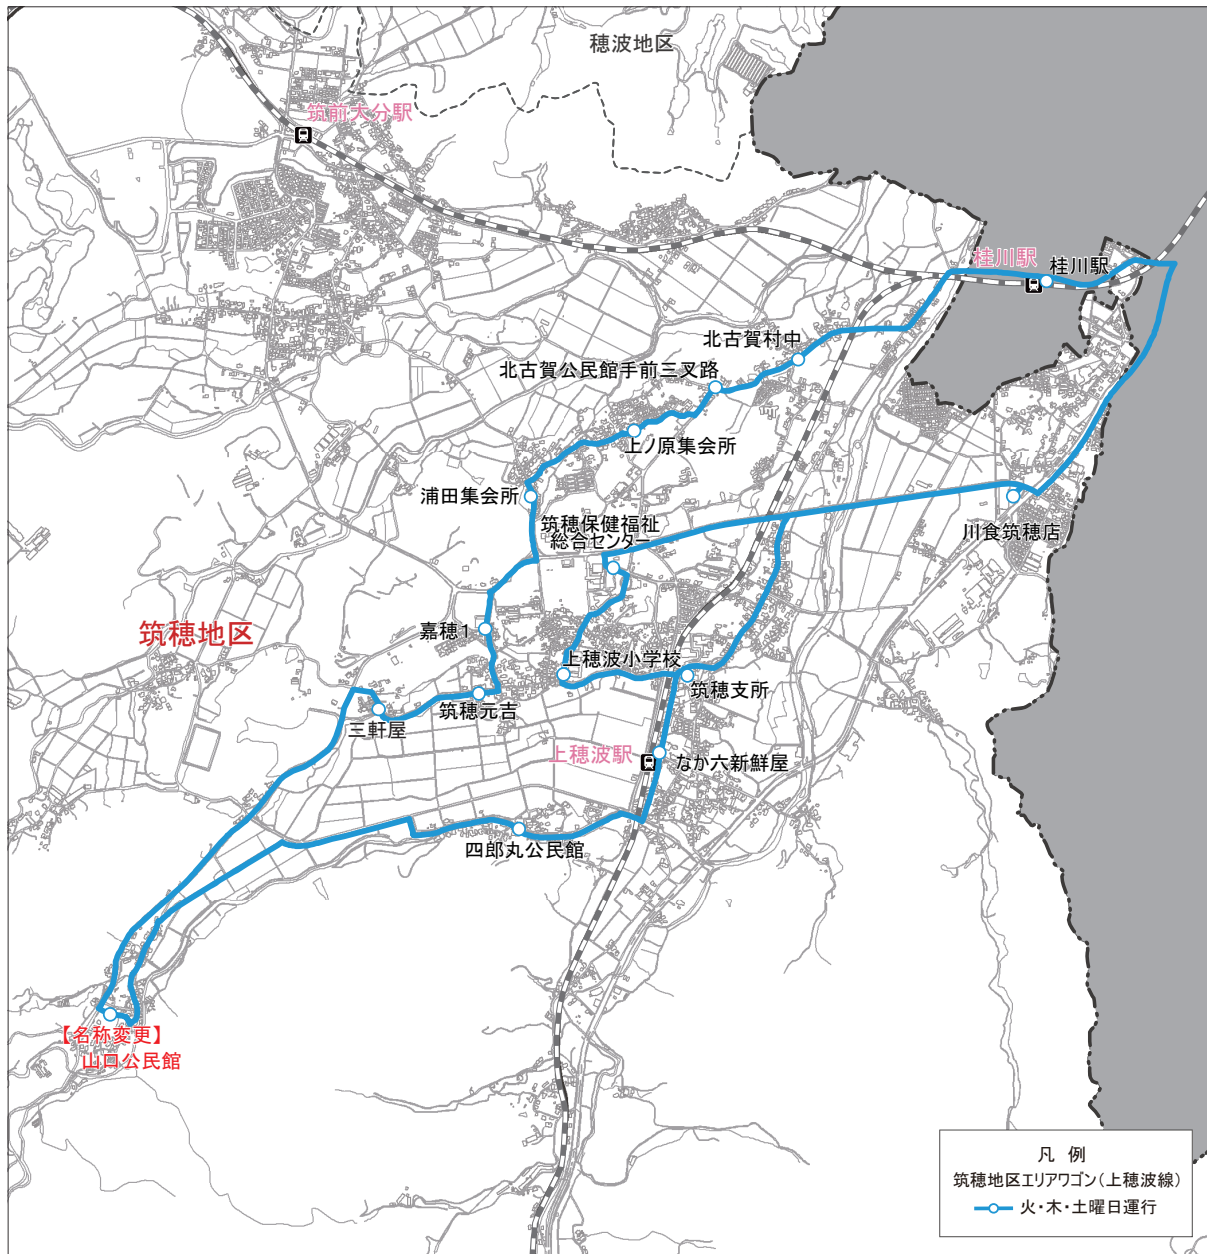 穂波地区
筑前大分駅
桂川駅
桂川駅
北古賀村中
北古賀公民館手前三叉路
上ノ原集会所
浦田集会所
筑穂保健福祉
総合センター
川食筑穂店
筑穂地区
嘉穂1
上穂波小学校
筑穂支所
筑穂元吉
三軒屋
上穂波駅
なか六新鮮屋
四郎丸公民館
【名称変更】
山口公民館
凡 例
筑穂地区エリアワゴン(上穂波線)
火・木・土曜日運行